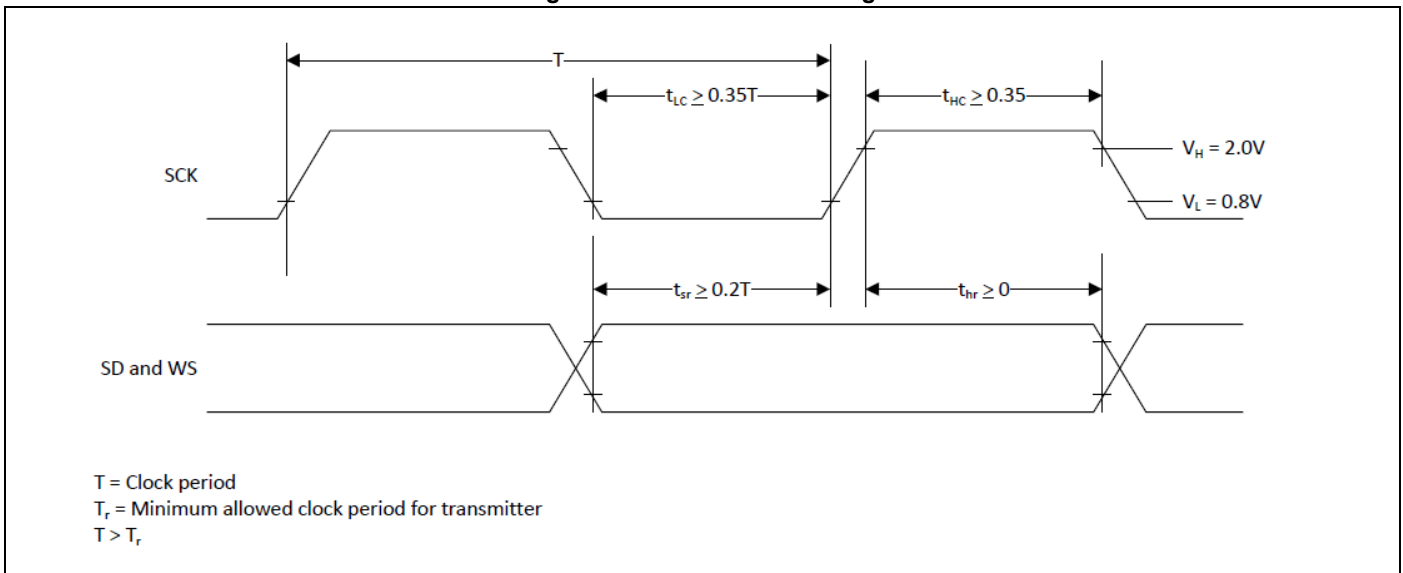 T
t_LC ≥ 0.35T
t_HC ≥ 0.35
SCK
V_H = 2.0V
V_L = 0.8V
t_sr ≥ 0.2T
t_hr ≥ 0
SD and WS
T = Clock period
T_r = Minimum allowed clock period for transmitter
T > T_r